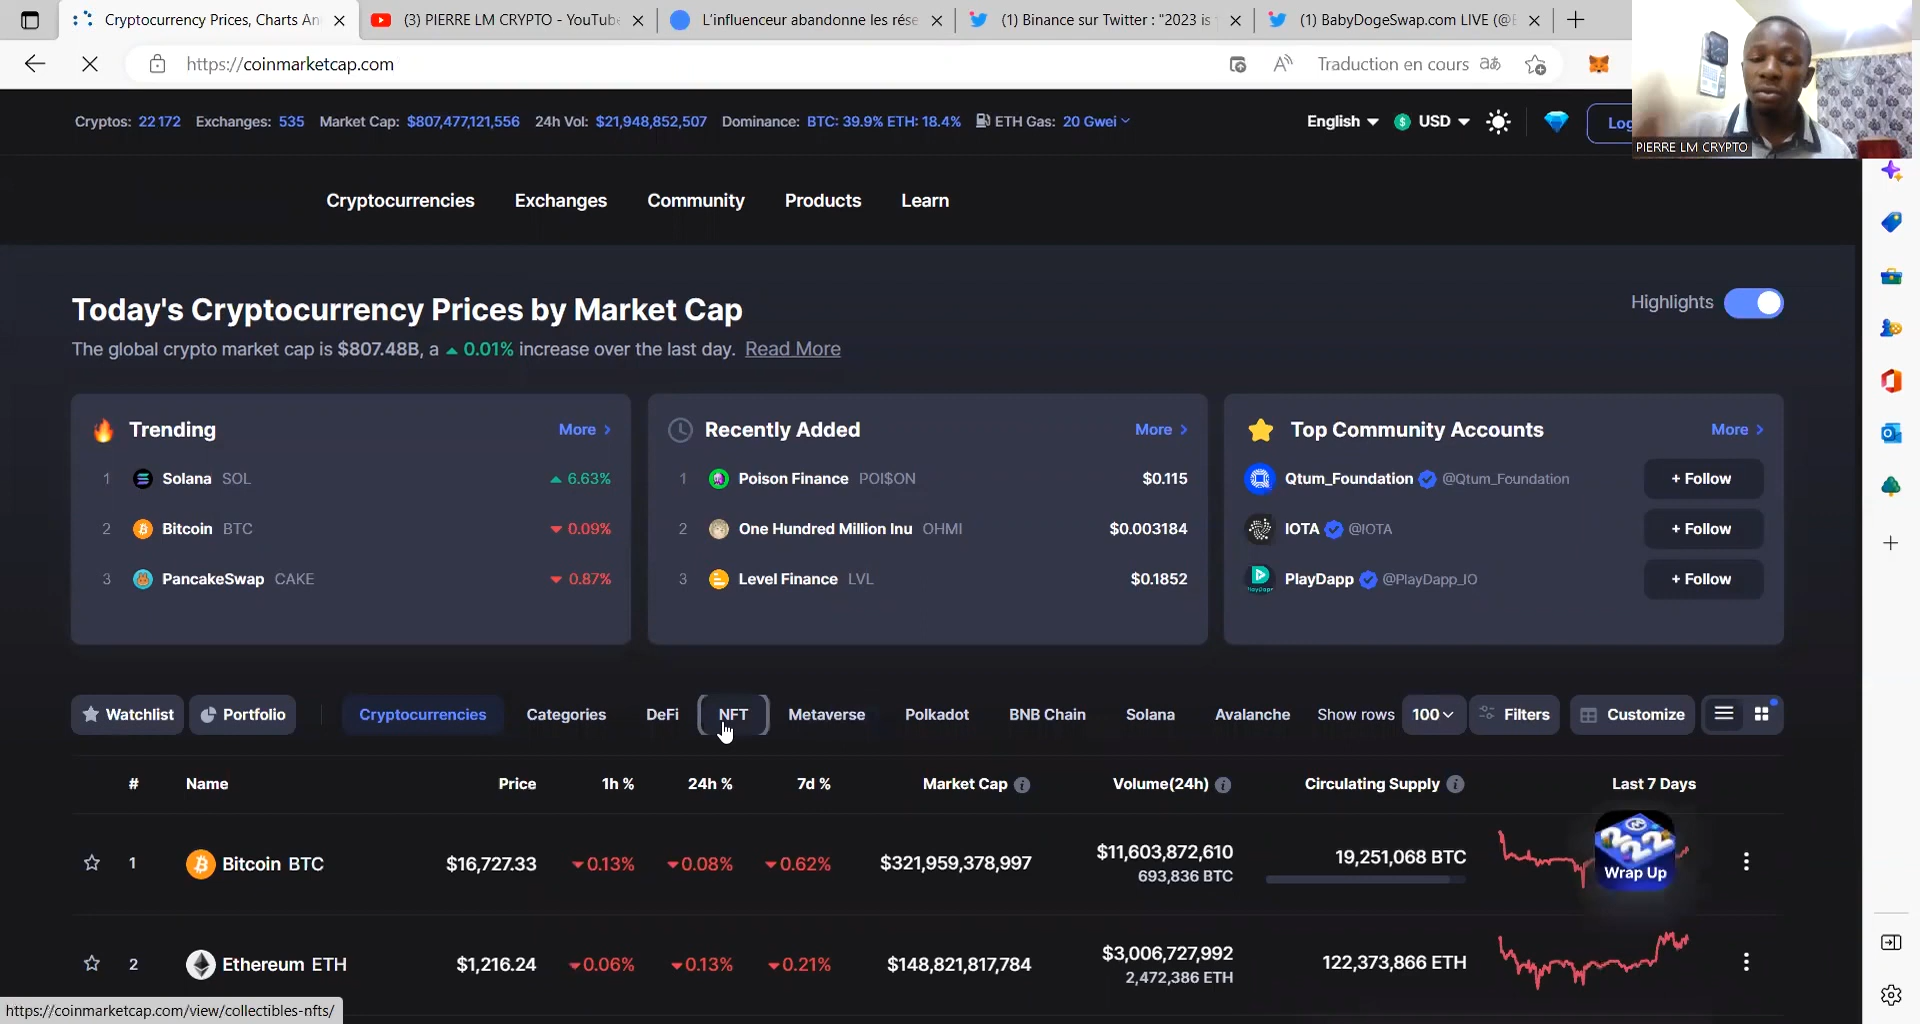 Cryptocurrency Prices, Charts An
(3) PIERRE LM CRYPTO - YouTube
L'influenceur abandonne les rése
(1) Binance sur Twitter : "2023 is
(1) BabyDogeSwap.com LIVE (@
https://coinmarketcap.com
Traduction en cours
PIERRE LM CRYPTO
Cryptos: 22 172 Exchanges: 535 Market Cap: $807,477,121,556 24h Vol: $21,948,852,507 Dominance: BTC: 39.9% ETH: 18.4% ETH Gas: 20 Gwei
English USD Log
Cryptocurrencies Exchanges Community Products Learn
Today's Cryptocurrency Prices by Market Cap
Highlights
The global crypto market cap is $807.48B, a 0.01% increase over the last day. Read More
Trending More
1 Solana SOL 6.63%
2 Bitcoin BTC 0.09%
3 PancakeSwap CAKE 0.87%
Recently Added More
1 Poison Finance POI$ON $0.115
2 One Hundred Million Inu OHMI $0.003184
3 Level Finance LVL $0.1852
Top Community Accounts More
Qtum_Foundation @Qtum_Foundation + Follow
IOTA @IOTA + Follow
PlayDapp @PlayDapp_IO + Follow
Watchlist Portfolio Cryptocurrencies Categories DeFi NFT Metaverse Polkadot BNB Chain Solana Avalanche Show rows 100 Filters Customize
# Name Price 1h % 24h % 7d % Market Cap Volume(24h) Circulating Supply Last 7 Days
1 Bitcoin BTC $16,727.33 0.13% 0.08% 0.62% $321,959,378,997 $11,603,872,610 19,251,068 BTC
693,836 BTC
Wrap Up
2 Ethereum ETH $1,216.24 0.06% 0.13% 0.21% $148,821,817,784 $3,006,727,992 122,373,866 ETH
2,472,386 ETH
https://coinmarketcap.com/view/collectibles-nfts/